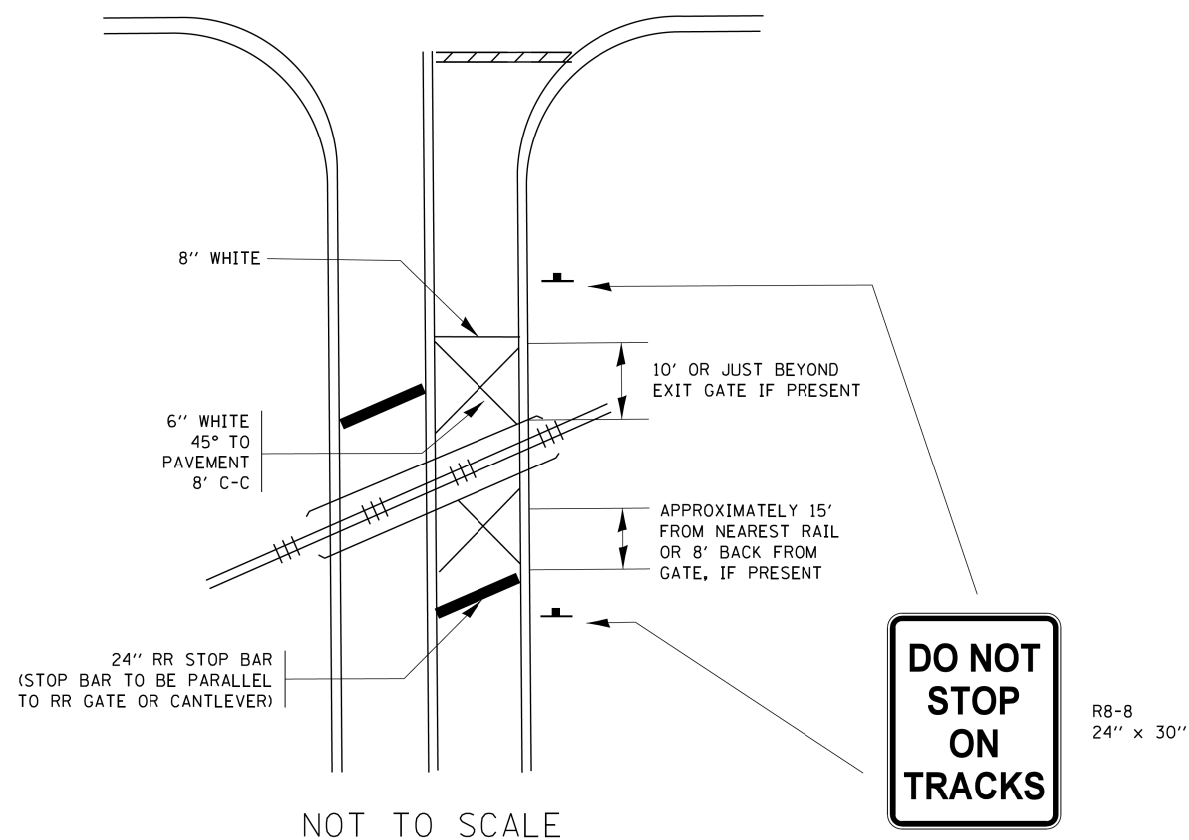 8'' WHITE
10' OR JUST BEYOND
EXIT GATE IF PRESENT
6'' WHITE
45° TO
PAVEMENT
8' C-C
APPROXIMATELY 15'
FROM NEAREST RAIL
OR 8' BACK FROM
GATE, IF PRESENT
24'' RR STOP BAR
(STOP BAR TO BE PARALLEL
TO RR GATE OR CANTLEVER)
DO NOT
STOP
ON
TRACKS
R8-8
24'' x 30''
NOT TO SCALE